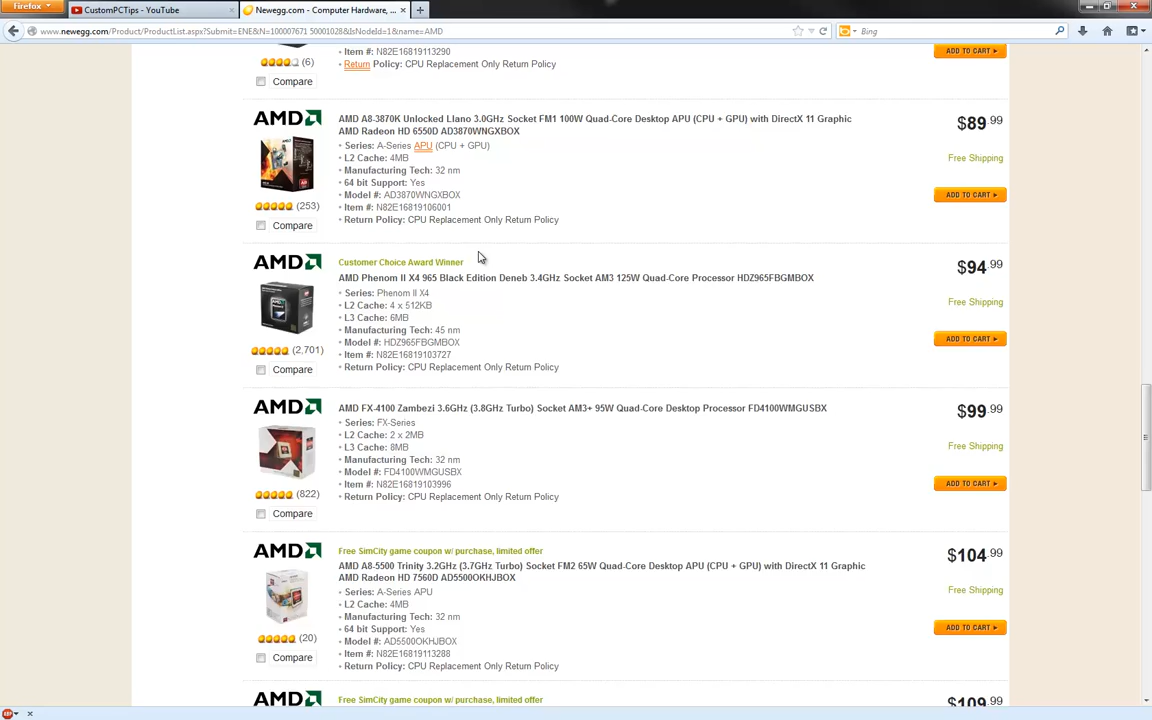 Firefox
CustomPCTips - YouTube
Newegg.com - Computer Hardware, ...
www.newegg.com/Product/ProductList.aspx?Submit=ENE&N=100007671 50001028&IsNodeId=1&name=AMD
Bing
Item #: N82E16819113290
ADD TO CART
(6)
Return Policy: CPU Replacement Only Return Policy
Compare
AMD
AMD A8-3870K Unlocked Llano 3.0GHz Socket FM1 100W Quad-Core Desktop APU (CPU + GPU) with DirectX 11 Graphic
AMD Radeon HD 6550D AD3870WNGXBOX
$89.99
Series: A-Series APU (CPU + GPU)
L2 Cache: 4MB
Free Shipping
Manufacturing Tech: 32 nm
64 bit Support: Yes
Model #: AD3870WNGXBOX
ADD TO CART
(253)
Item #: N82E16819106001
Return Policy: CPU Replacement Only Return Policy
Compare
AMD
Customer Choice Award Winner
$94.99
AMD Phenom II X4 965 Black Edition Deneb 3.4GHz Socket AM3 125W Quad-Core Processor HDZ965FBGMBOX
Series: Phenom II X4
L2 Cache: 4 x 512KB
Free Shipping
L3 Cache: 6MB
Manufacturing Tech: 45 nm
Model #: HDZ965FBGMBOX
ADD TO CART
(2,701)
Item #: N82E16819103727
Return Policy: CPU Replacement Only Return Policy
Compare
AMD
AMD FX-4100 Zambezi 3.6GHz (3.8GHz Turbo) Socket AM3+ 95W Quad-Core Desktop Processor FD4100WMGUSBX
$99.99
Series: FX-Series
L2 Cache: 2 x 2MB
L3 Cache: 8MB
Free Shipping
Manufacturing Tech: 32 nm
Model #: FD4100WMGUSBX
Item #: N82E16819103996
ADD TO CART
(822)
Return Policy: CPU Replacement Only Return Policy
Compare
AMD
Free SimCity game coupon w/ purchase, limited offer
$104.99
AMD A8-5500 Trinity 3.2GHz (3.7GHz Turbo) Socket FM2 65W Quad-Core Desktop APU (CPU + GPU) with DirectX 11 Graphic
AMD Radeon HD 7560D AD5500OKHJBOX
Series: A-Series APU
Free Shipping
L2 Cache: 4MB
Manufacturing Tech: 32 nm
64 bit Support: Yes
ADD TO CART
(20)
Model #: AD5500OKHJBOX
Item #: N82E16819113288
Compare
Return Policy: CPU Replacement Only Return Policy
AMD
Free SimCity game coupon w/ purchase, limited offer
$109.99